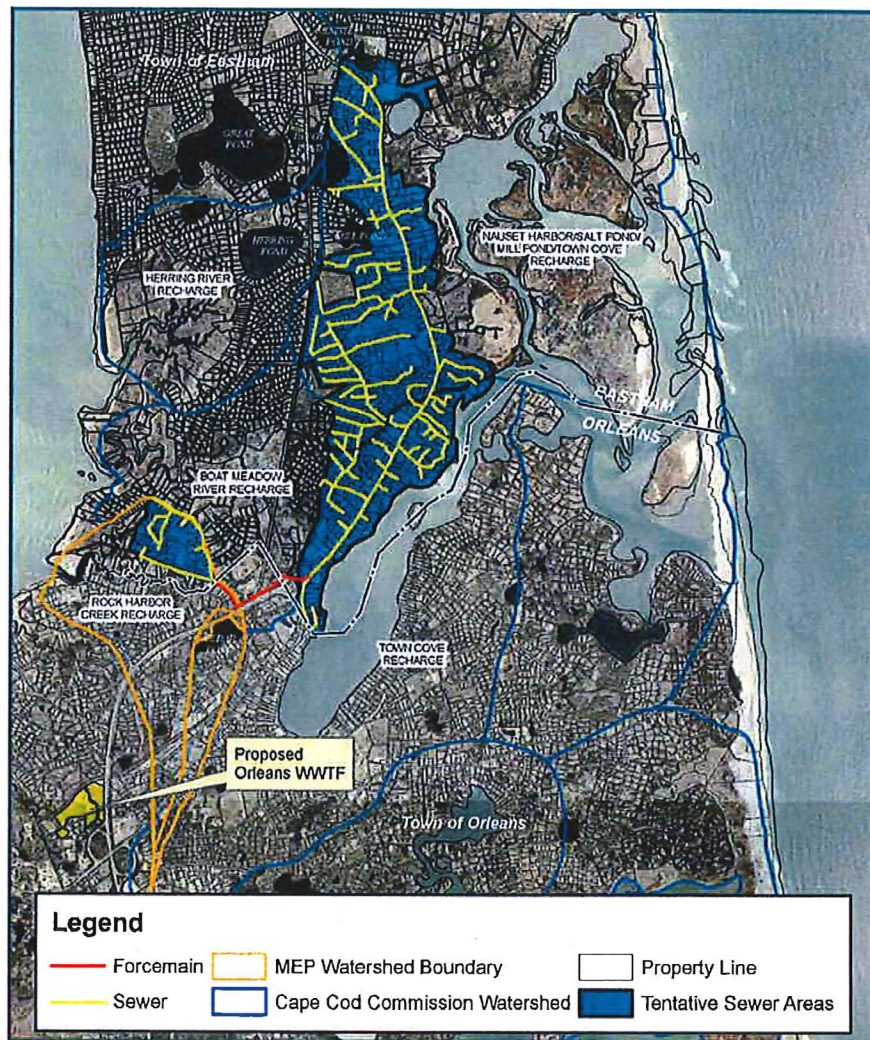 Town of Eastham
GREAT
POND
HERRING
POND
NAUSET HARBOR/SALT POND/
MILL POND/TOWN COVE
RECHARGE
HERRING RIVER
RECHARGE
EASTHAM
ORLEANS
BOAT MEADOW
RIVER RECHARGE
ROCK HARBOR
CREEK RECHARGE
TOWN COVE
RECHARGE
Proposed
Orleans WWTF
Town of Orleans
Legend
Forcemain
MEP Watershed Boundary
Property Line
Sewer
Cape Cod Commission Watershed
Tentative Sewer Areas